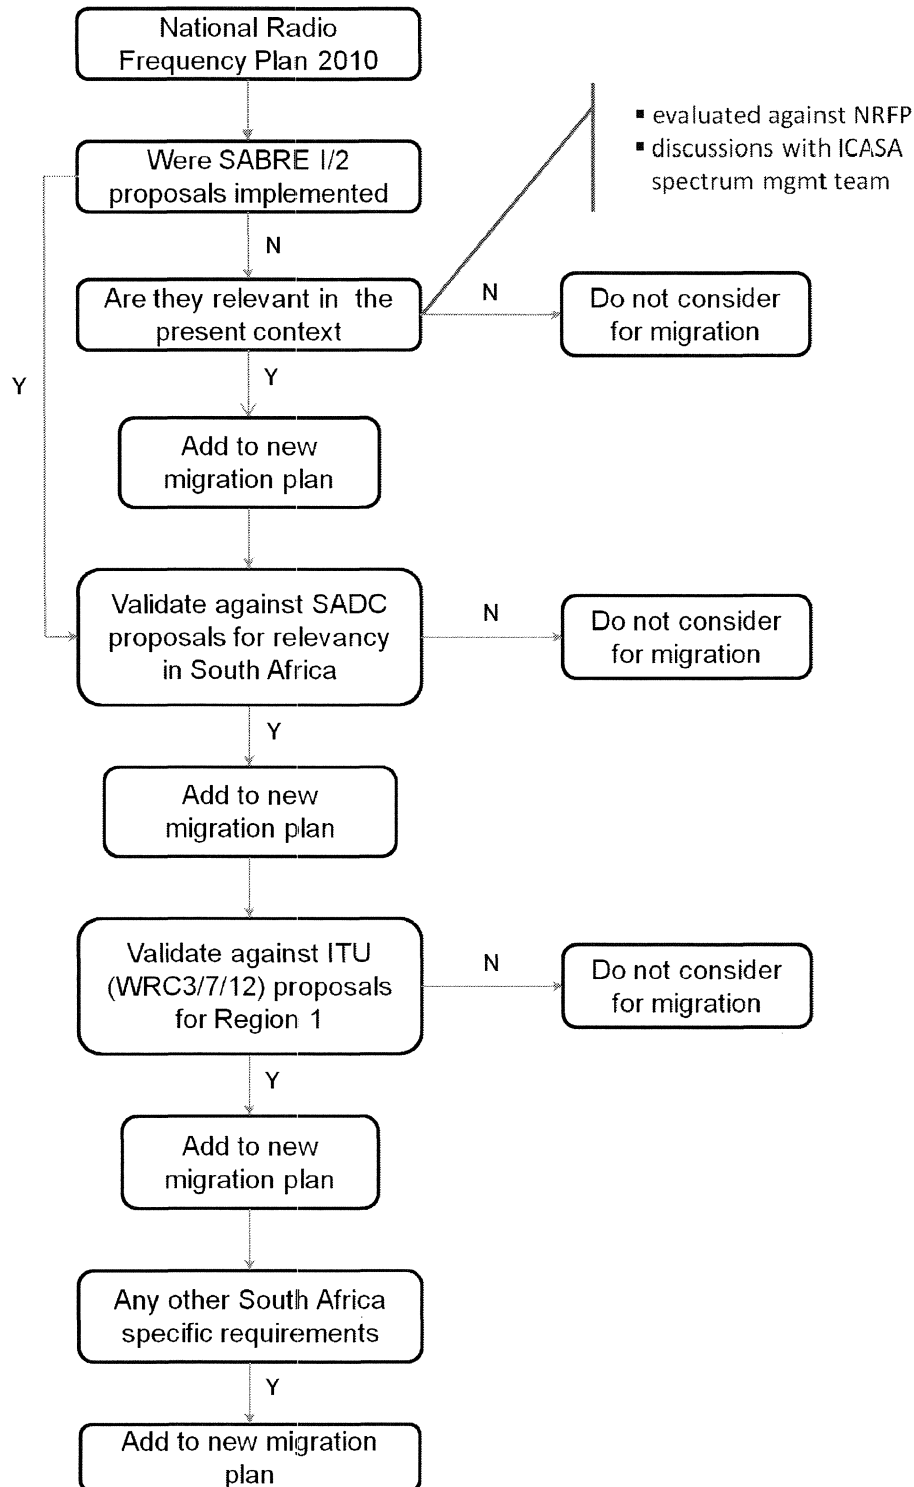 National Radio
Frequency Plan 2010
Were SABRE I/2
proposals implemented
▪ evaluated against NRFP
▪ discussions with ICASA
spectrum mgmt team
N
Are they relevant in the
present context
N
Do not consider
for migration
Y
Y
Add to new
migration plan
Validate against SADC
proposals for relevancy
in South Africa
N
Do not consider
for migration
Y
Add to new
migration plan
Validate against ITU
(WRC3/7/12) proposals
for Region 1
N
Do not consider
for migration
Y
Add to new
migration plan
Any other South Africa
specific requirements
Y
Add to new migration
plan